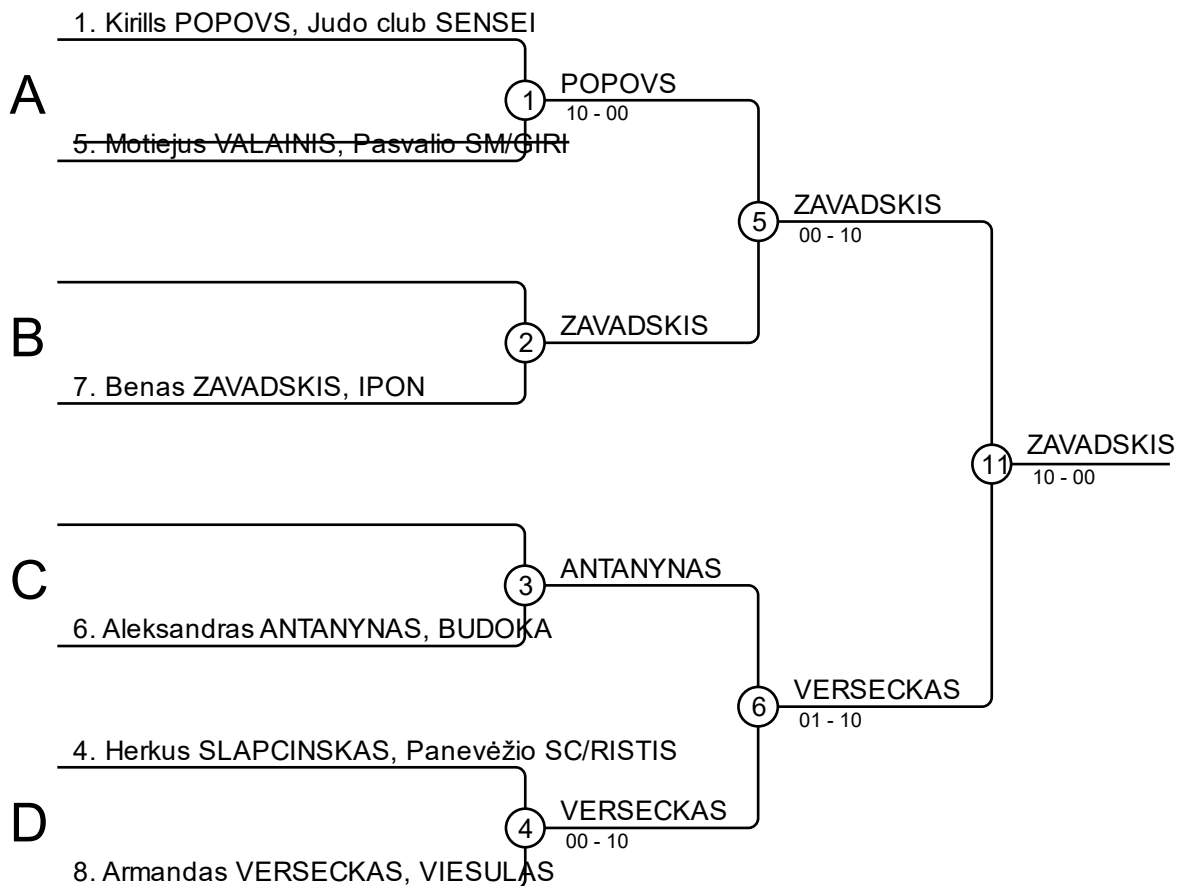 1. Kirills POPOVS, Judo club SENSEI
A
1
POPOVS
10 - 00
5. Motiejus VALAINIS, Pasvalio SM/GIRI
5
ZAVADSKIS
00 - 10
B
2
ZAVADSKIS
7. Benas ZAVADSKIS, IPON
11
ZAVADSKIS
10 - 00
C
3
ANTANYNAS
6. Aleksandras ANTANYNAS, BUDOKA
6
VERSECKAS
01 - 10
4. Herkus SLAPCINSKAS, Panevėžio SC/RISTIS
D
4
VERSECKAS
00 - 10
8. Armandas VERSECKAS, VIESULAS